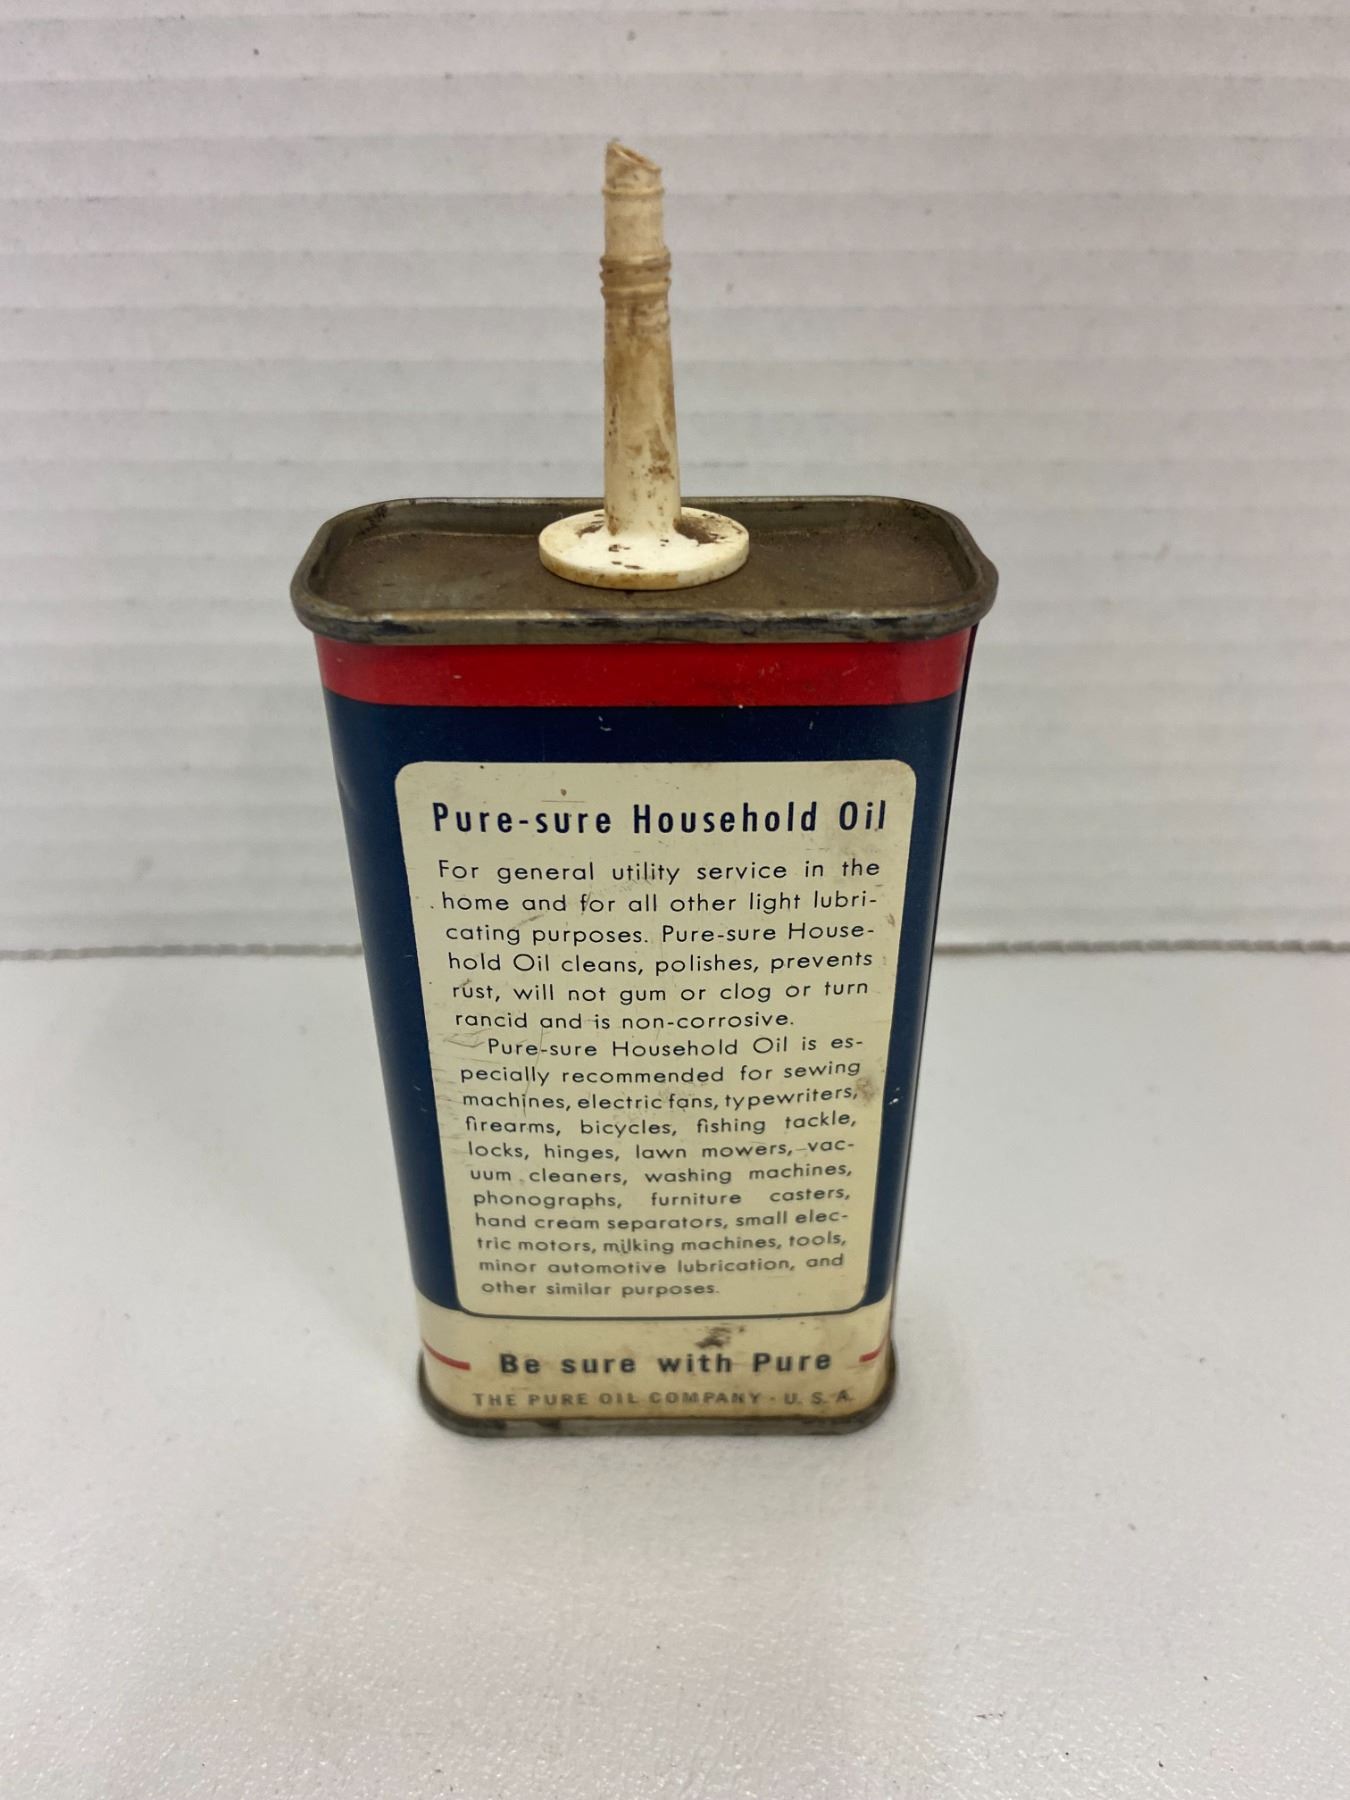 Pure-sure Household Oil
For general utility service in the
home and for all other light lubri-
cating purposes. Pure-sure House-
hold Oil cleans, polishes, prevents
rust, will not gum or clog or turn
rancid and is non-corrosive.
Pure-sure Household Oil is es-
pecially recommended for sewing
machines, electric fans, typewriters,
firearms, bicycles, fishing tackle,
locks, hinges, lawn mowers, vac-
uum cleaners, washing machines,
phonographs, furniture casters,
hand cream separators, small elec-
tric motors, milking machines, tools,
minor automotive lubrication, and
other similar purposes.
Be sure with Pure
THE PURE OIL COMPANY · U. S. A.